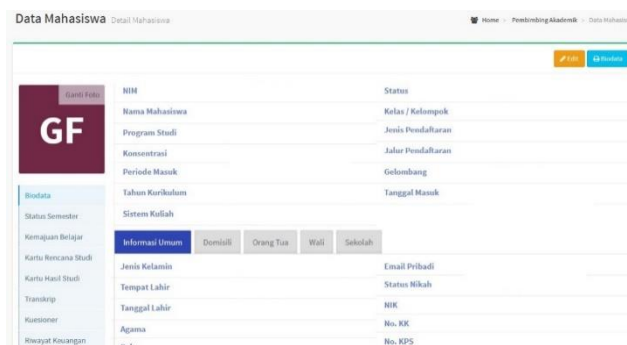 Data Mahasiswa Detail Mahasiswa
Home - Pembimbing Akademik - Data Mahasis
Edit Biodata
Ganti Foto
GF
NIM Status
Nama Mahasiswa Kelas / Kelompok
Program Studi Jenis Pendaftaran
Konsentrasi Jalur Pendaftaran
Periode Masuk Gelombang
Tahun Kurikulum Tanggal Masuk
Sistem Kuliah
Biodata
Status Semester
Kemajuan Belajar
Kartu Rencana Studi
Kartu Hasil Studi
Transkrip
Kuesioner
Riwayat Keuangan
Informasi Umum Domisili Orang Tua Wali Sekolah
Jenis Kelamin Email Pribadi
Tempat Lahir Status Nikah
Tanggal Lahir NIK
Agama No. KK
No. KPS